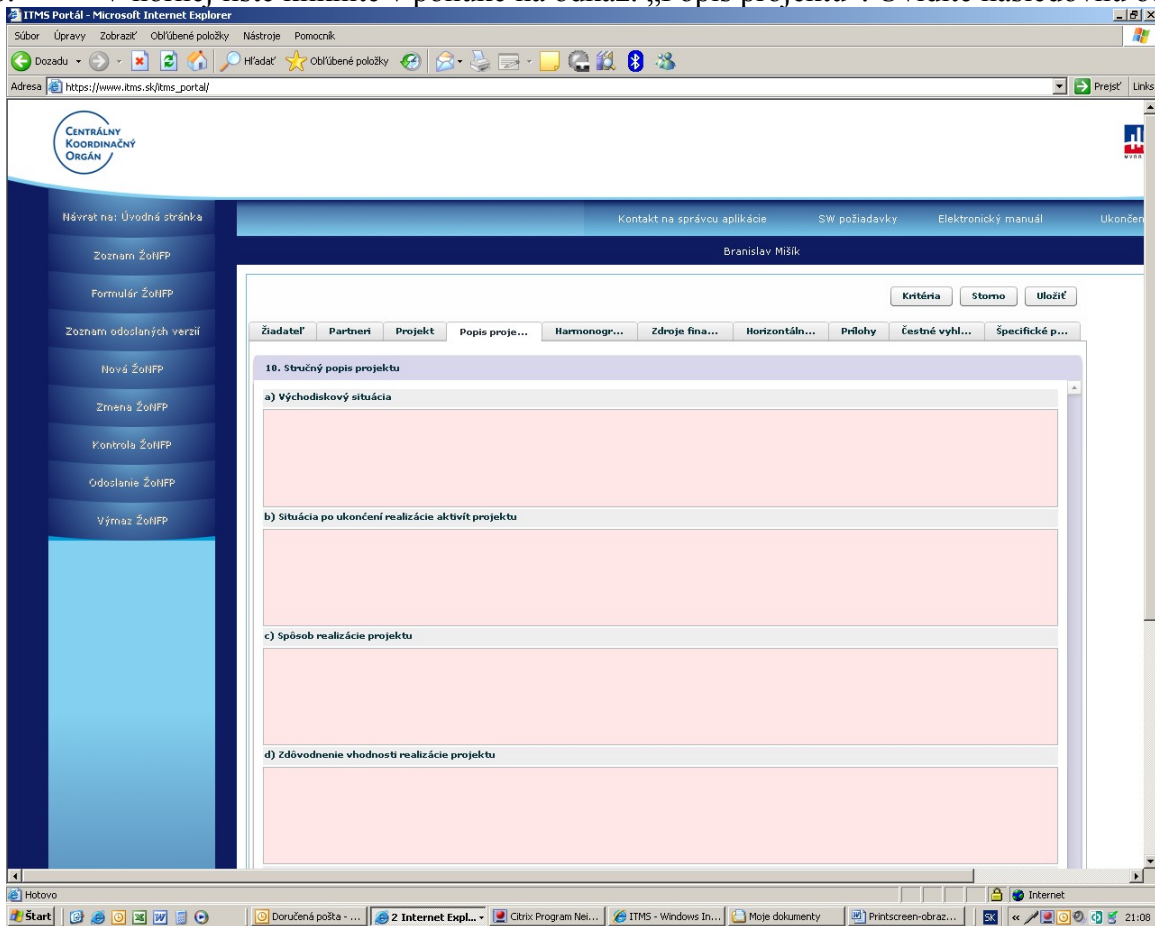 ITMS Portál - Microsoft Internet Explorer
Súbor Úpravy Zobraziť Obľúbené položky Nástroje Pomocník
Dozadu Hľadať Obľúbené položky
Adresa https://www.itms.sk/itms_portal/ Prejsť Links
CENTRÁLNY
KOORDINAČNÝ
ORGÁN
Návrat na: Úvodná stránka
Kontakt na správcu aplikácie SW požiadavky Elektronický manuál Ukončen
Zoznam ŽoNFP
Branislav Mišík
Formulár ŽoNFP
Kritéria Storno Uložiť
Zoznam odoslaných verzií
Žiadateľ Partneri Projekt Popis proje... Harmonogr... Zdroje fina... Horizontáln... Prílohy Čestné vyhl... Špecifické p...
Nová ŽoNFP
10. Stručný popis projektu
a) Východiskový situácia
Zmena ŽoNFP
Kontrola ŽoNFP
Odoslanie ŽoNFP
Výmaz ŽoNFP
b) Situácia po ukončení realizácie aktivít projektu
c) Spôsob realizácie projektu
d) Zdôvodnenie vhodnosti realizácie projektu
Hotovo Internet
Štart Doručená pošta - ... 2 Internet Expl... Citrix Program Nei... ITMS - Windows In... Moje dokumenty Printscreen-obraz... SK 21:08